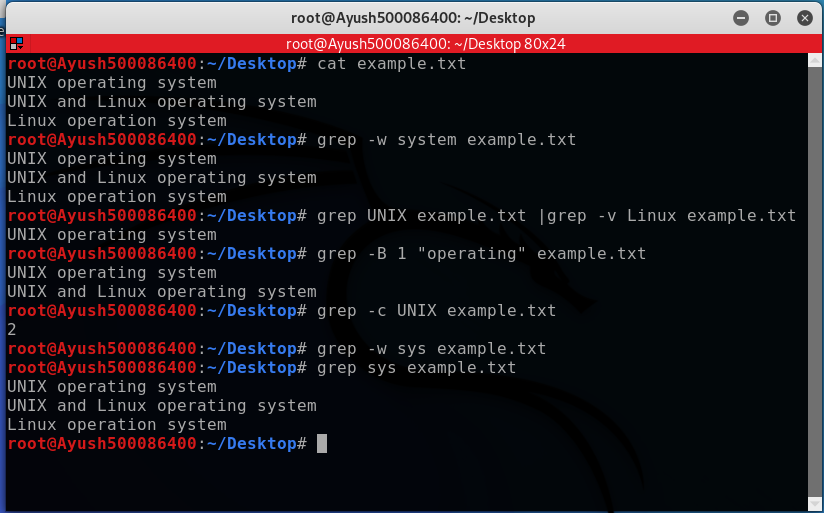 root@Ayush500086400: ~/Desktop
root@Ayush500086400: ~/Desktop 80x24
root@Ayush500086400:~/Desktop# cat example.txt
UNIX operating system
UNIX and Linux operating system
Linux operation system
root@Ayush500086400:~/Desktop# grep -w system example.txt
UNIX operating system
UNIX and Linux operating system
Linux operation system
root@Ayush500086400:~/Desktop# grep UNIX example.txt |grep -v Linux example.txt
UNIX operating system
root@Ayush500086400:~/Desktop# grep -B 1 "operating" example.txt
UNIX operating system
UNIX and Linux operating system
root@Ayush500086400:~/Desktop# grep -c UNIX example.txt
2
root@Ayush500086400:~/Desktop# grep -w sys example.txt
root@Ayush500086400:~/Desktop# grep sys example.txt
UNIX operating system
UNIX and Linux operating system
Linux operation system
root@Ayush500086400:~/Desktop#